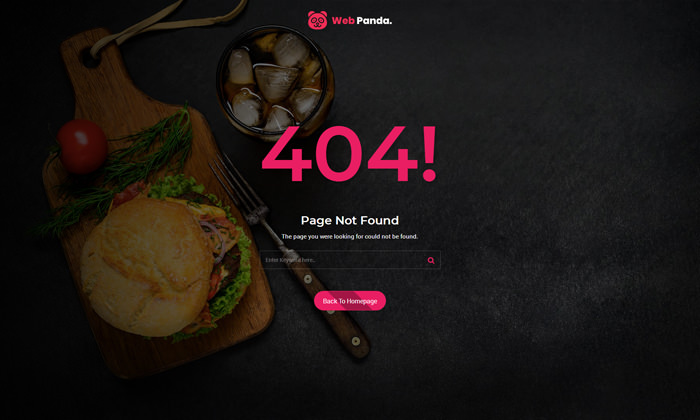 Web Panda.
404!
Page Not Found
The page you were looking for could not be found.
Enter Keyword here..
Back To Homepage